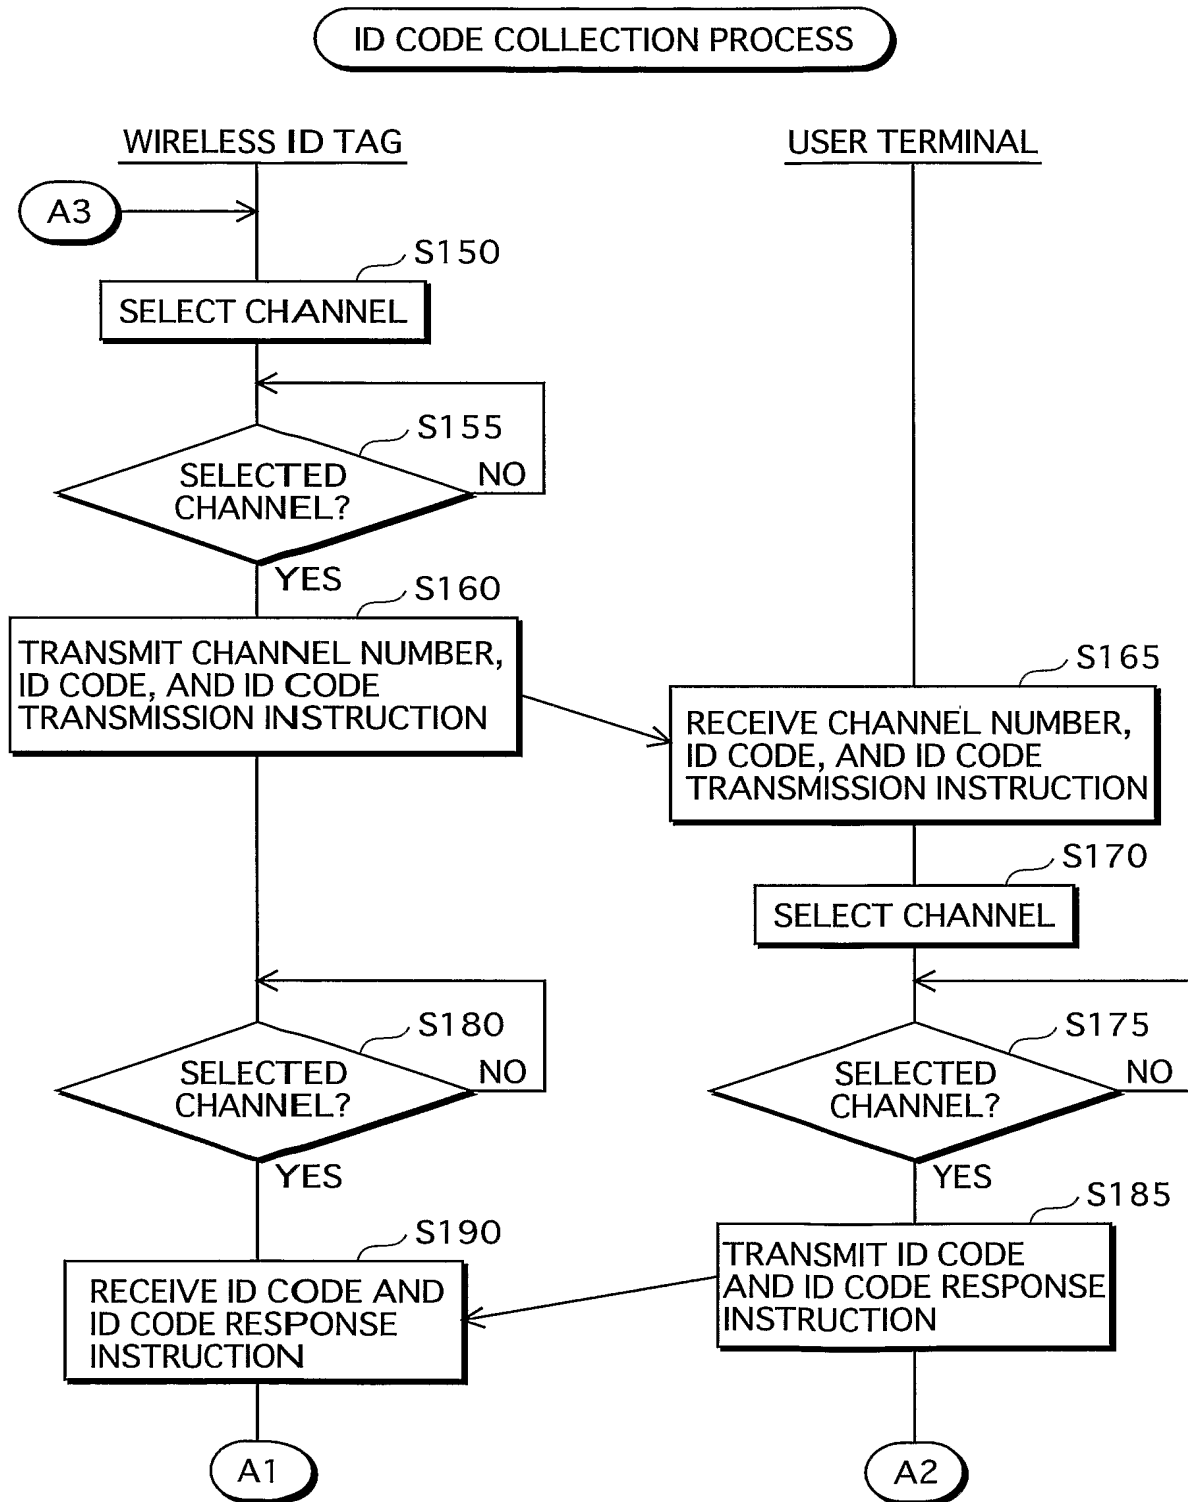 ID CODE COLLECTION PROCESS
WIRELESS ID TAG
USER TERMINAL
A3
S150
SELECT CHANNEL
S155
SELECTED
CHANNEL?
NO
YES
S160
TRANSMIT CHANNEL NUMBER,
ID CODE, AND ID CODE
TRANSMISSION INSTRUCTION
S165
RECEIVE CHANNEL NUMBER,
ID CODE, AND ID CODE
TRANSMISSION INSTRUCTION
S170
SELECT CHANNEL
S180
SELECTED
CHANNEL?
NO
YES
S175
SELECTED
CHANNEL?
NO
YES
S185
TRANSMIT ID CODE
AND ID CODE RESPONSE
INSTRUCTION
S190
RECEIVE ID CODE AND
ID CODE RESPONSE
INSTRUCTION
A1
A2